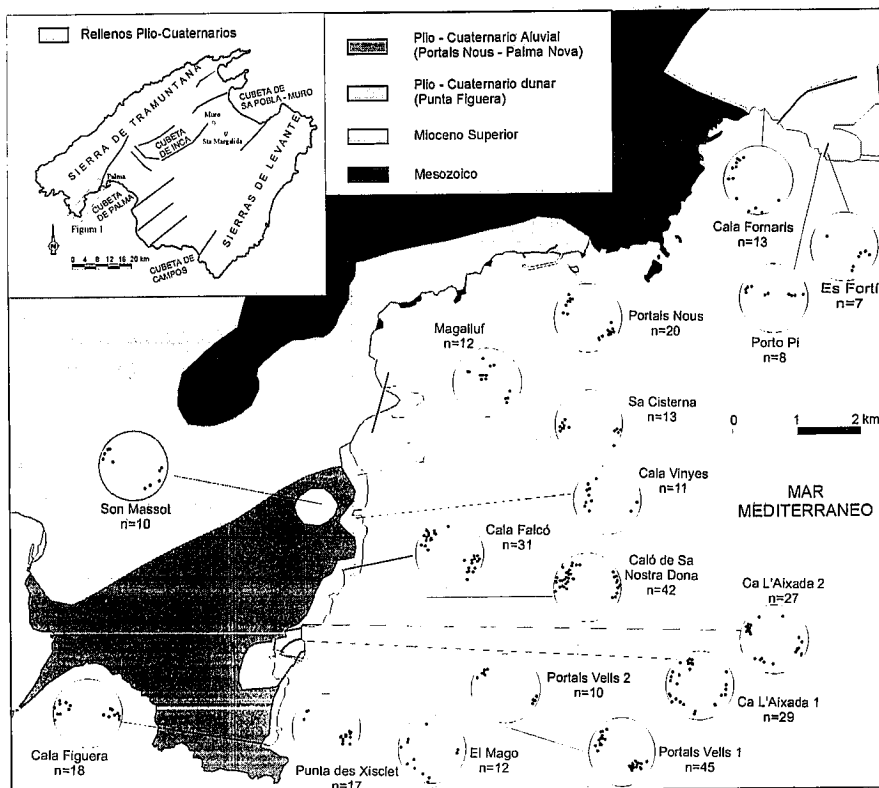 Rellenos Plio-Cuaternarios
SIERRA DE TRAMUNTANA
CUBETA DE
SA POBLA - MURO
Muro
Sta Margalida
CUBETA
DE INCA
SIERRAS DE LEVANTE
Palma
CUBETA
DE PALMA
Figura 1
N
0 4 8 12 16 20 km
CUBETA DE
CAMPOS
Plio - Cuaternario Aluvial
(Portals Nous - Palma Nova)
Plio - Cuaternario dunar
(Punta Figuera)
Mioceno Superior
Mesozoico
Cala Fornaris
n=13
Es Fortí
n=7
Porto Pi
n=8
Portals Nous
n=20
Magalluf
n=12
Sa Cisterna
n=13
0 1 2 km
Son Massot
n=10
Cala Vinyes
n=11
MAR
MEDITERRANEO
Cala Falcó
n=31
Caló de Sa
Nostra Dona
n=42
Ca L'Aixada 2
n=27
Portals Vells 2
n=10
Ca L'Aixada 1
n=29
Cala Figuera
n=18
Punta des Xisclet
n=17
El Mago
n=12
Portals Vells 1
n=45